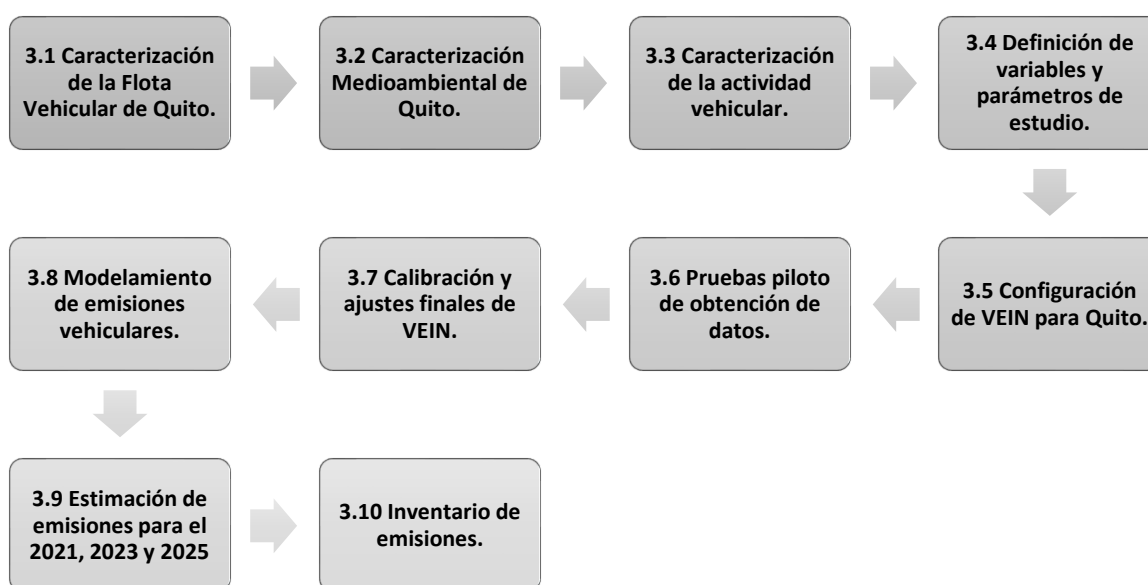 3.1 Caracterización
de la Flota
Vehicular de Quito.
3.2 Caracterización
Medioambiental de
Quito.
3.3 Caracterización
de la actividad
vehicular.
3.4 Definición de
variables y
parámetros de
estudio.
3.5 Configuración
de VEIN para Quito.
3.6 Pruebas piloto
de obtención de
datos.
3.7 Calibración y
ajustes finales de
VEIN.
3.8 Modelamiento
de emisiones
vehiculares.
3.9 Estimación de
emisiones para el
2021, 2023 y 2025
3.10 Inventario de
emisiones.